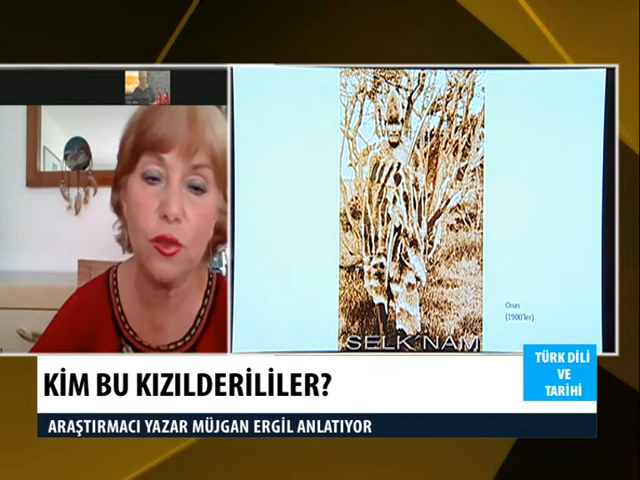 SELK'NAM
Onas
(1900'ler)
TÜRK DİLİ
VE
TARİHİ
KİM BU KIZILDERİLİLER?
ARAŞTIRMACI YAZAR MÜJGAN ERGİL ANLATIYOR